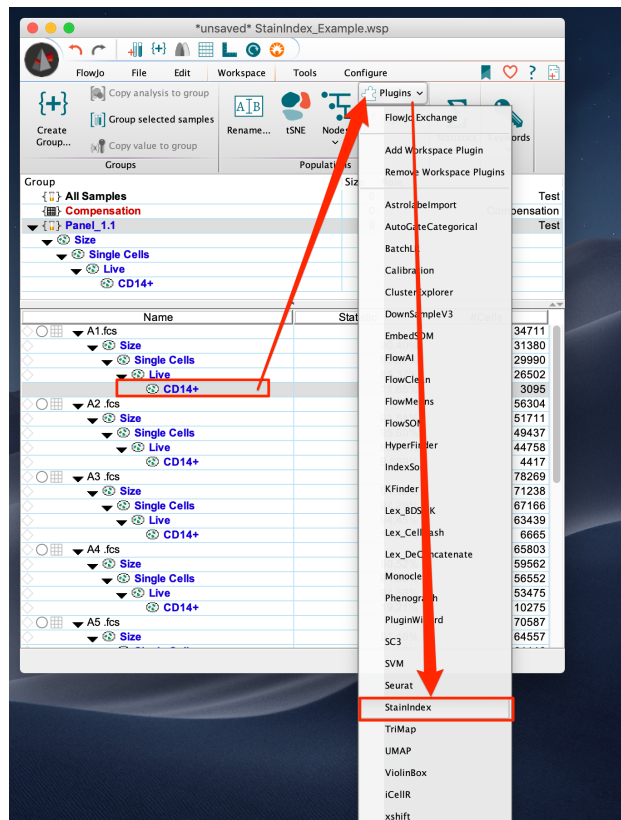 *unsaved* StainIndex_Example.wsp
FlowJo File Edit Workspace Tools Configure
Plugins
Copy analysis to group
Group selected samples
Copy value to group
Create
Group...
Rename...
tSNE
Groups
FlowJo Exchange
Add Workspace Plugin
Remove Workspace Plugins
AstrolabeImport
AutoGateCategorical
Calibration
ClusterExplorer
DownSampleV3
EmbedSOM
FlowAI
FlowClean
FlowMeans
FlowSOM
HyperFinder
KFinder
Lex_DeConcatenate
Monocle
Phenograph
PluginWizard
SC3
SVM
Seurat
StainIndex
TriMap
UMAP
ViolinBox
iCellR
xshift
Group
{ } All Samples Test
{ } Compensation
{ } Panel_1.1 Test
Size
Single Cells
Live
CD14+
Name
A1.fcs 34711
Size 31380
Single Cells 29990
Live 26502
CD14+ 3095
A2 .fcs 56304
Size 51711
Single Cells 49437
Live 44758
CD14+ 4417
A3 .fcs 78269
Size 71238
Single Cells 67166
Live 63439
CD14+ 6665
A4 .fcs 65803
Size 59562
Single Cells 56552
Live 53475
CD14+ 10275
A5 .fcs 70587
Size 64557